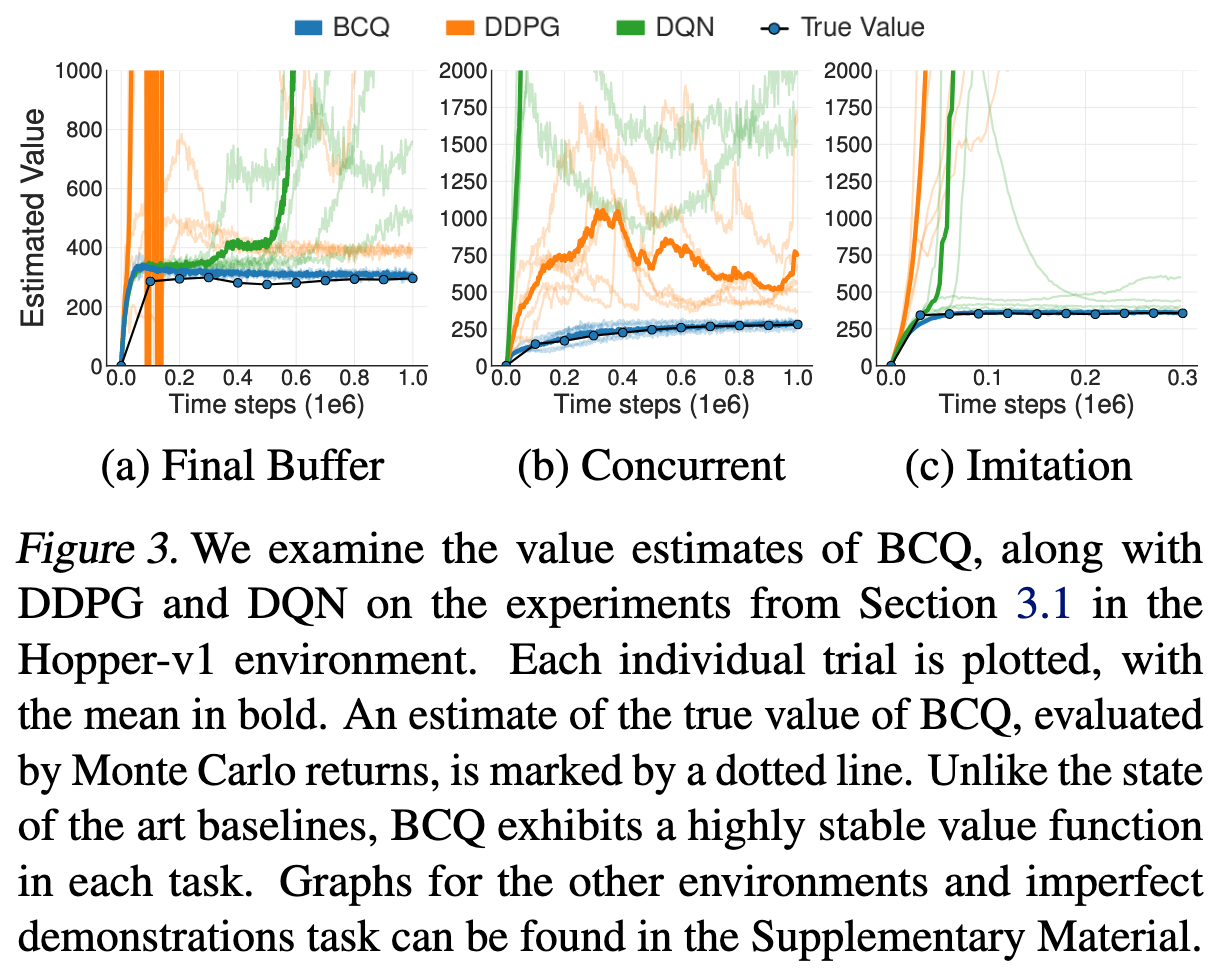 BCQ DDPG DQN True Value
Estimated Value
1000
800
600
400
200
0
0.0 0.2 0.4 0.6 0.8 1.0
Time steps (1e6)
(a) Final Buffer
2000
1750
1500
1250
1000
750
500
250
0
0.0 0.2 0.4 0.6 0.8 1.0
Time steps (1e6)
(b) Concurrent
2000
1750
1500
1250
1000
750
500
250
0
0.0 0.1 0.2 0.3
Time steps (1e6)
(c) Imitation
Figure 3. We examine the value estimates of BCQ, along with
DDPG and DQN on the experiments from Section 3.1 in the
Hopper-v1 environment. Each individual trial is plotted, with
the mean in bold. An estimate of the true value of BCQ, evaluated
by Monte Carlo returns, is marked by a dotted line. Unlike the state
of the art baselines, BCQ exhibits a highly stable value function
in each task. Graphs for the other environments and imperfect
demonstrations task can be found in the Supplementary Material.